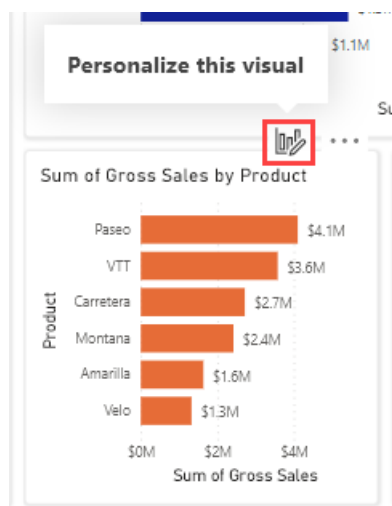 $1.1M
Personalize this visual
Su
Sum of Gross Sales by Product
Product
Paseo $4.1M
VTT $3.6M
Carretera $2.7M
Montana $2.4M
Amarilla $1.6M
Velo $1.3M
$0M $2M $4M
Sum of Gross Sales